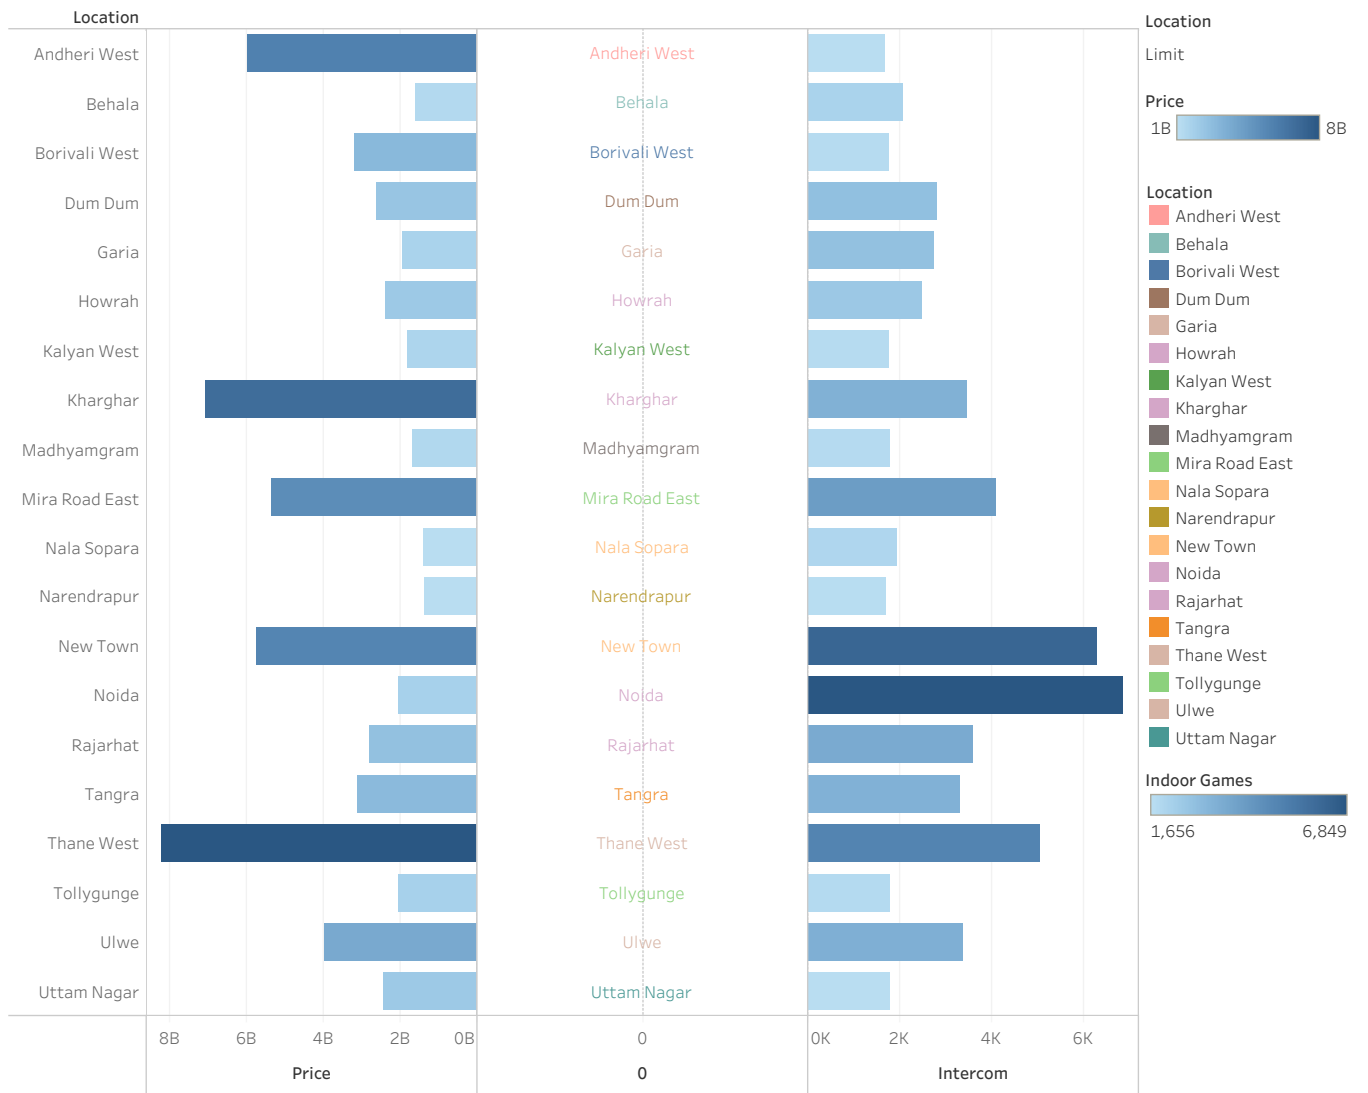 Location
Andheri West
Behala
Borivali West
Dum Dum
Garia
Howrah
Kalyan West
Kharghar
Madhyamgram
Mira Road East
Nala Sopara
Narendrapur
New Town
Noida
Rajarhat
Tangra
Thane West
Tollygunge
Ulwe
Uttam Nagar
8B 6B 4B 2B 0B
Price
Andheri West
Behala
Borivali West
Dum Dum
Garia
Howrah
Kalyan West
Kharghar
Madhyamgram
Mira Road East
Nala Sopara
Narendrapur
New Town
Noida
Rajarhat
Tangra
Thane West
Tollygunge
Ulwe
Uttam Nagar
0
0
0K 2K 4K 6K
Intercom
Location
Limit
Price
1B 8B
Location
Andheri West
Behala
Borivali West
Dum Dum
Garia
Howrah
Kalyan West
Kharghar
Madhyamgram
Mira Road East
Nala Sopara
Narendrapur
New Town
Noida
Rajarhat
Tangra
Thane West
Tollygunge
Ulwe
Uttam Nagar
Indoor Games
1,656 6,849